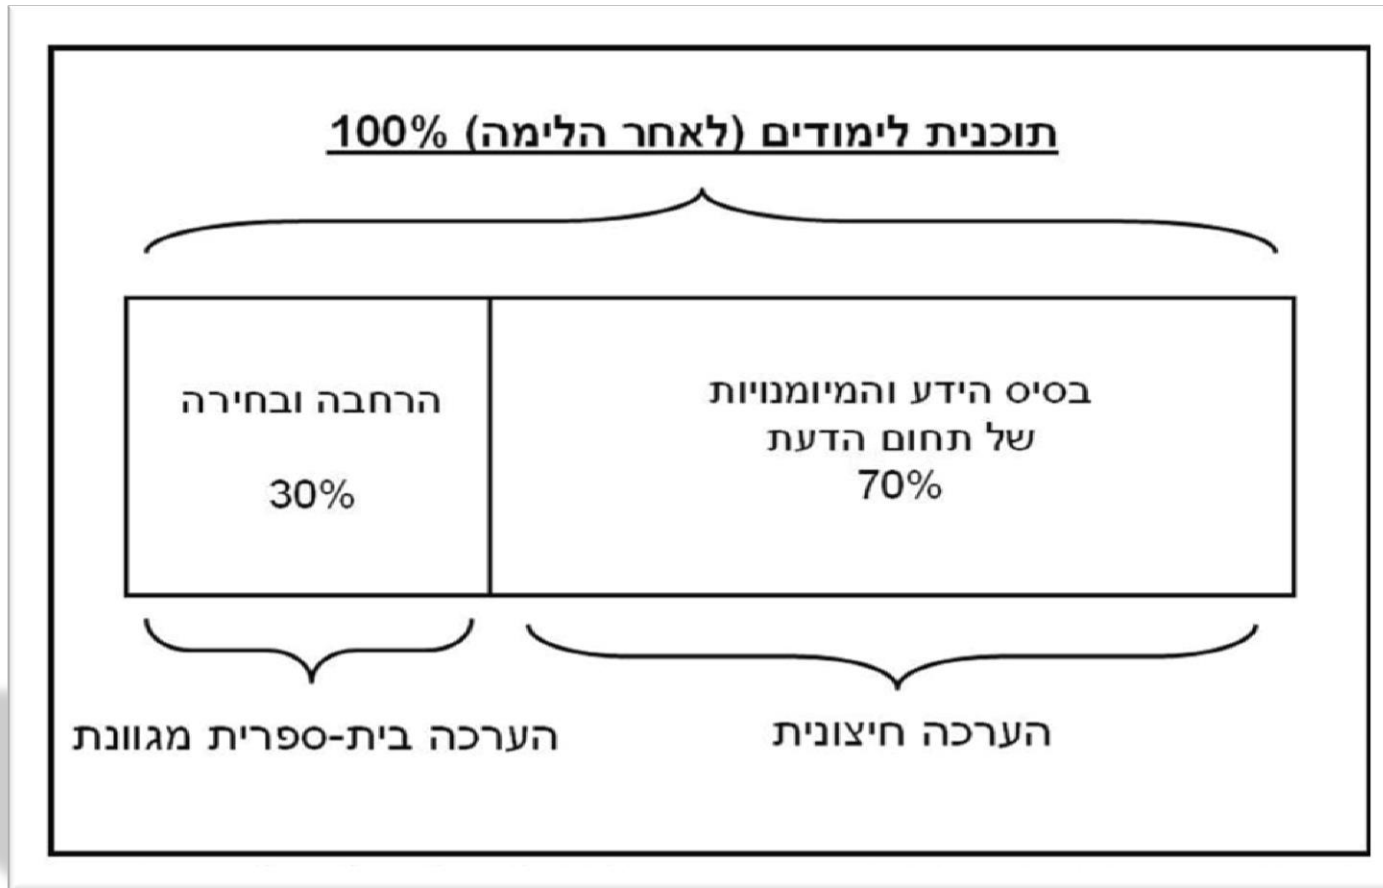 תוכנית לימודים (לאחר הלימה) 100%
בסיס הידע והמיומנויות
של תחום הדעת
70%
הרחבה ובחירה
30%
הערכה חיצונית
הערכה בית-ספרית מגוונת